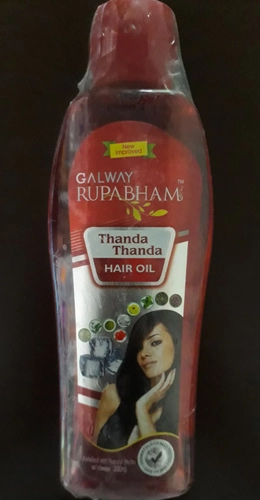 New
Improved
GALWAY
RUPABHAM
TM
Thanda
Thanda
HAIR OIL